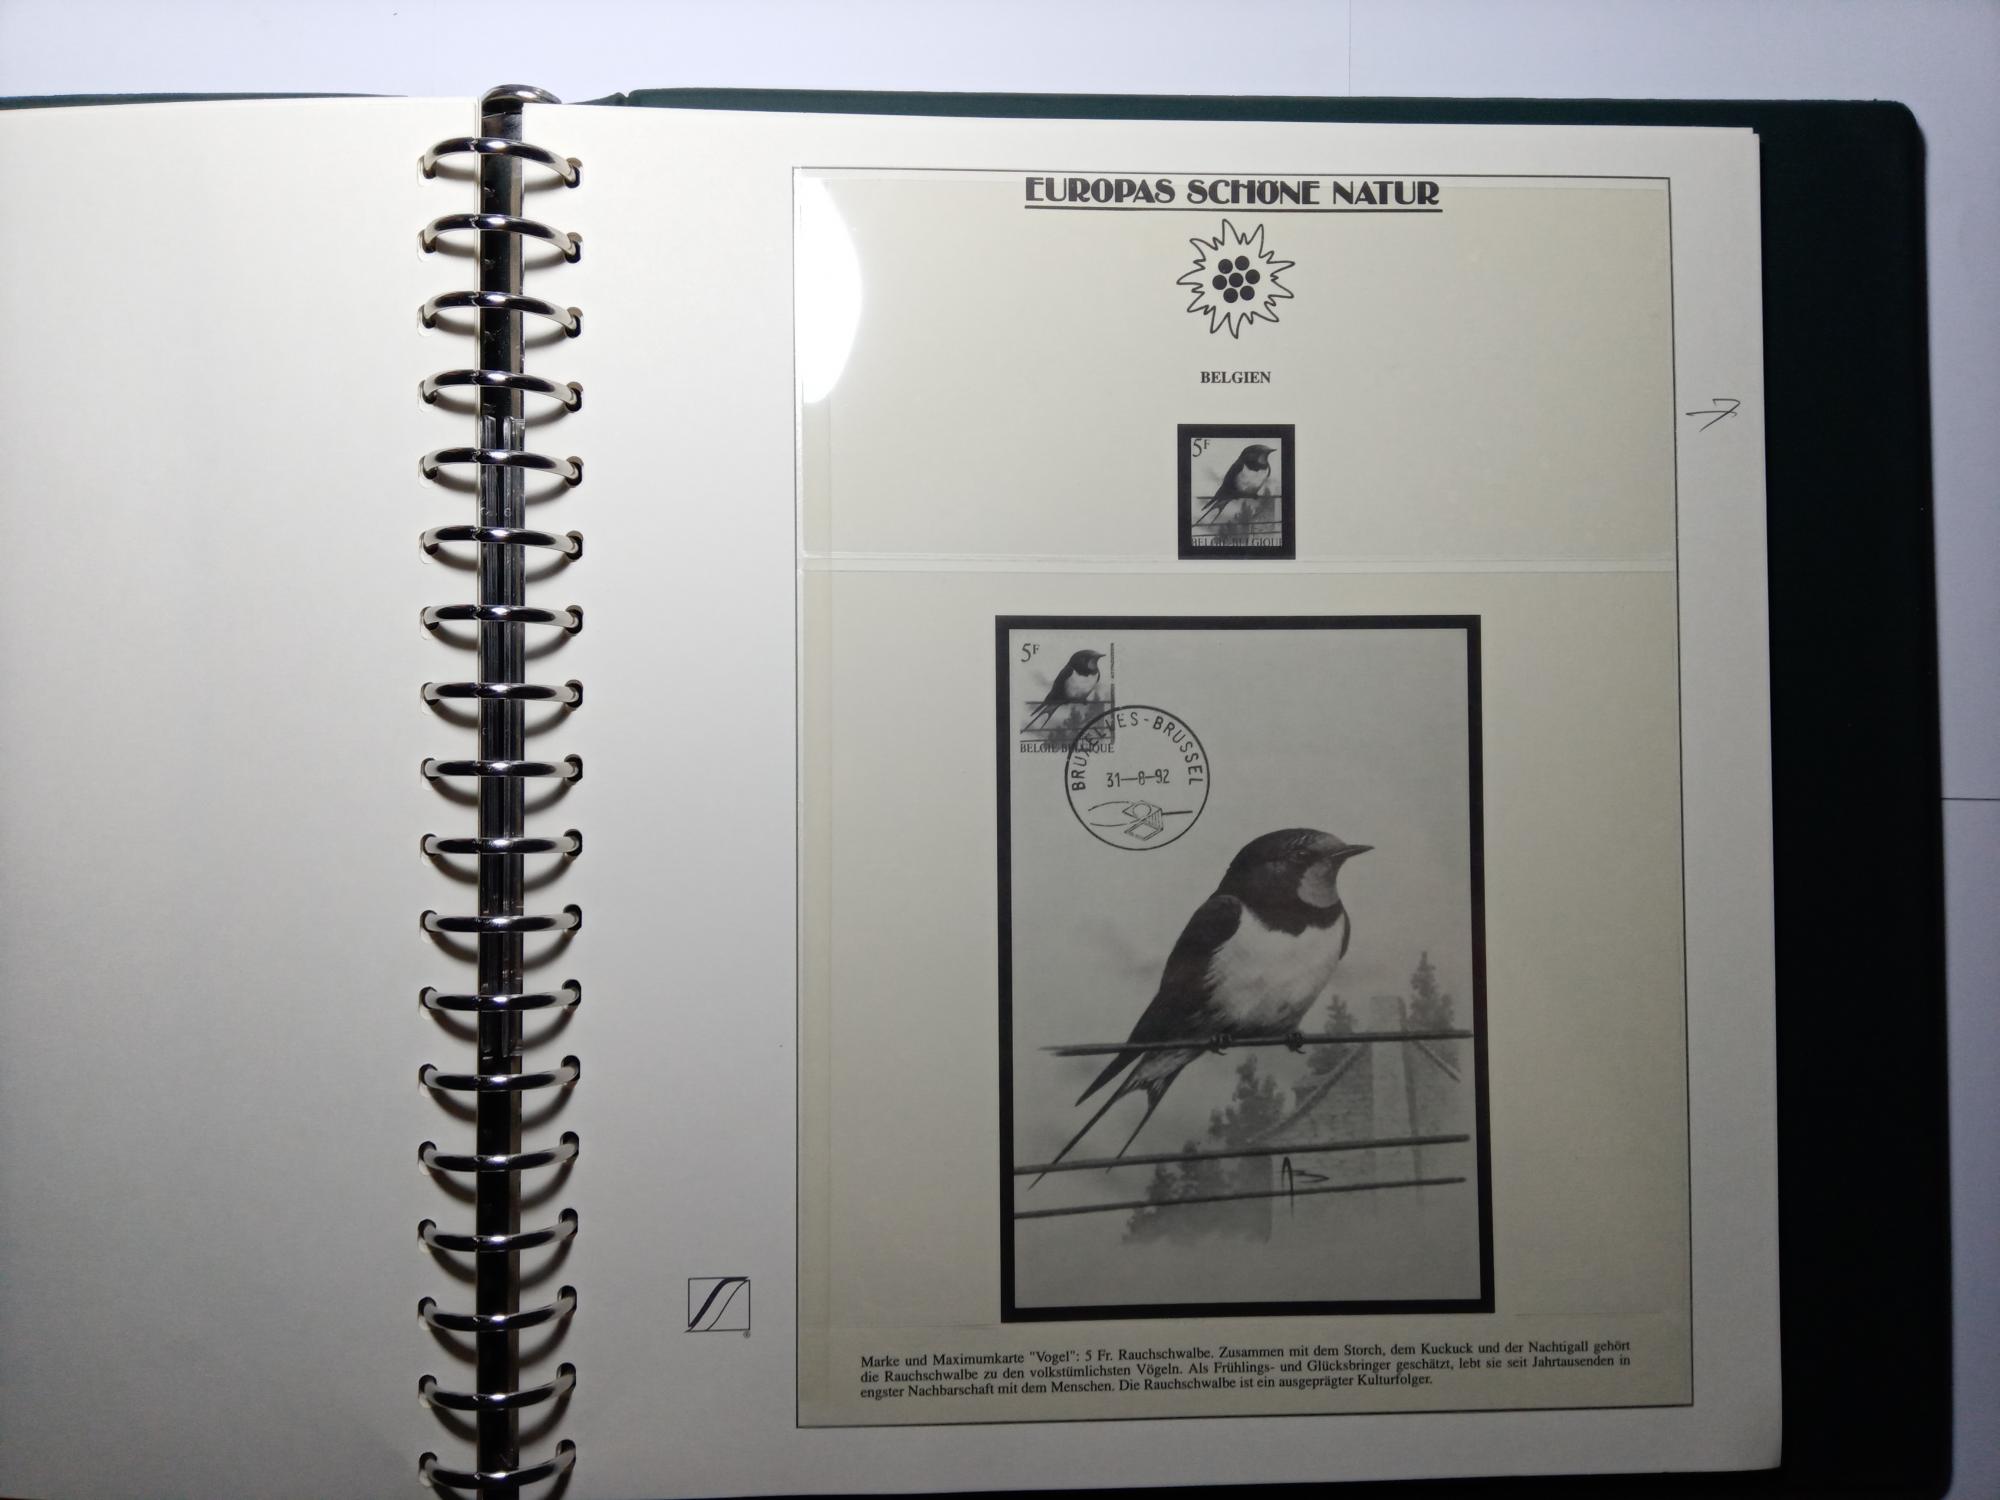 EUROPAS SCHÖNE NATUR
BELGIEN
5F
BELGIE-BELGIQUE
5F
BELGIE-BELGIQUE
BRUXELLES-BRUSSEL
31-8-92
AB
Marke und Maximumkarte "Vogel": 5 Fr. Rauchschwalbe. Zusammen mit dem Storch, dem Kuckuck und der Nachtigall gehört
die Rauchschwalbe zu den volkstümlichsten Vögeln. Als Frühlings- und Glücksbringer geschätzt, lebt sie seit Jahrtausenden in
engster Nachbarschaft mit dem Menschen. Die Rauchschwalbe ist ein ausgeprägter Kulturfolger.
®